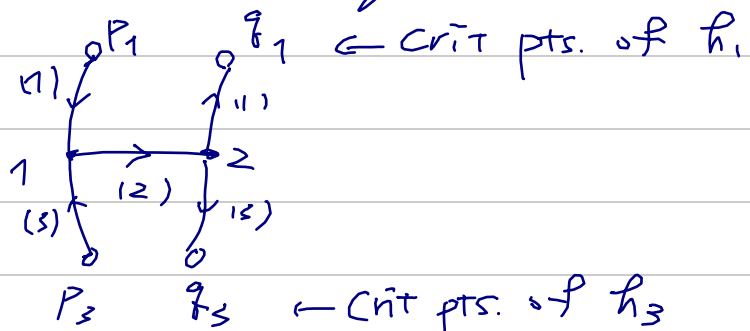 P1 q1 ← crit pts. of h1
(1) (1)
1 (2) 2
(3) (3)
P3 q3 ← crit pts. of h3